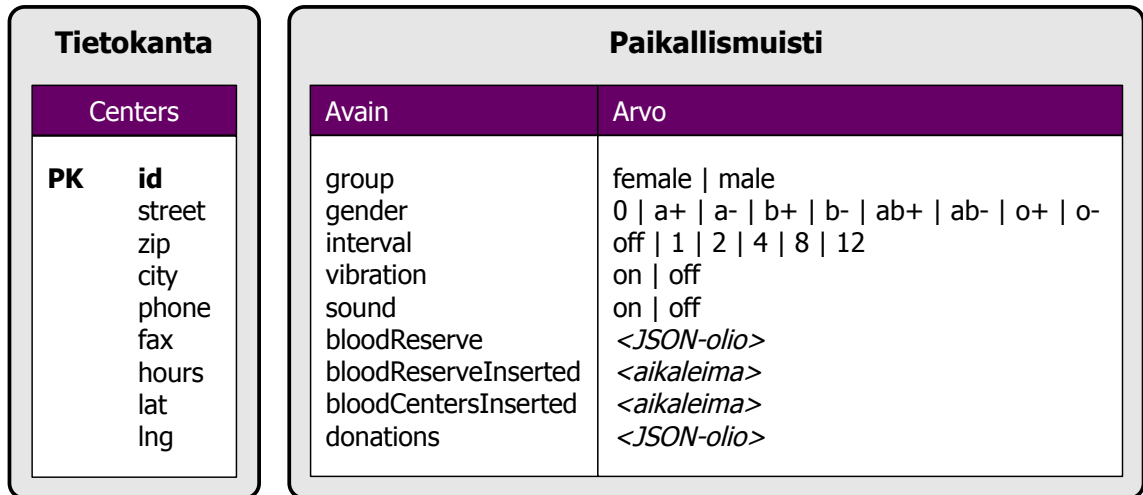 Tietokanta
Centers
PK id
street
zip
city
phone
fax
hours
lat
lng
Paikallismuisti
Avain Arvo
group female | male
gender 0 | a+ | a- | b+ | b- | ab+ | ab- | o+ | o-
interval off | 1 | 2 | 4 | 8 | 12
vibration on | off
sound on | off
bloodReserve <JSON-olio>
bloodReserveInserted <aikaleima>
bloodCentersInserted <aikaleima>
donations <JSON-olio>